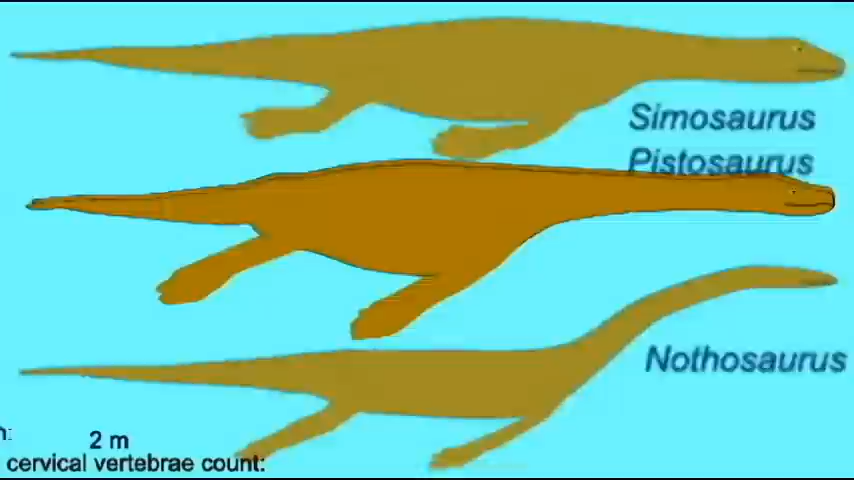 Simosaurus
Pistosaurus
Nothosaurus
n:
2 m
cervical vertebrae count: